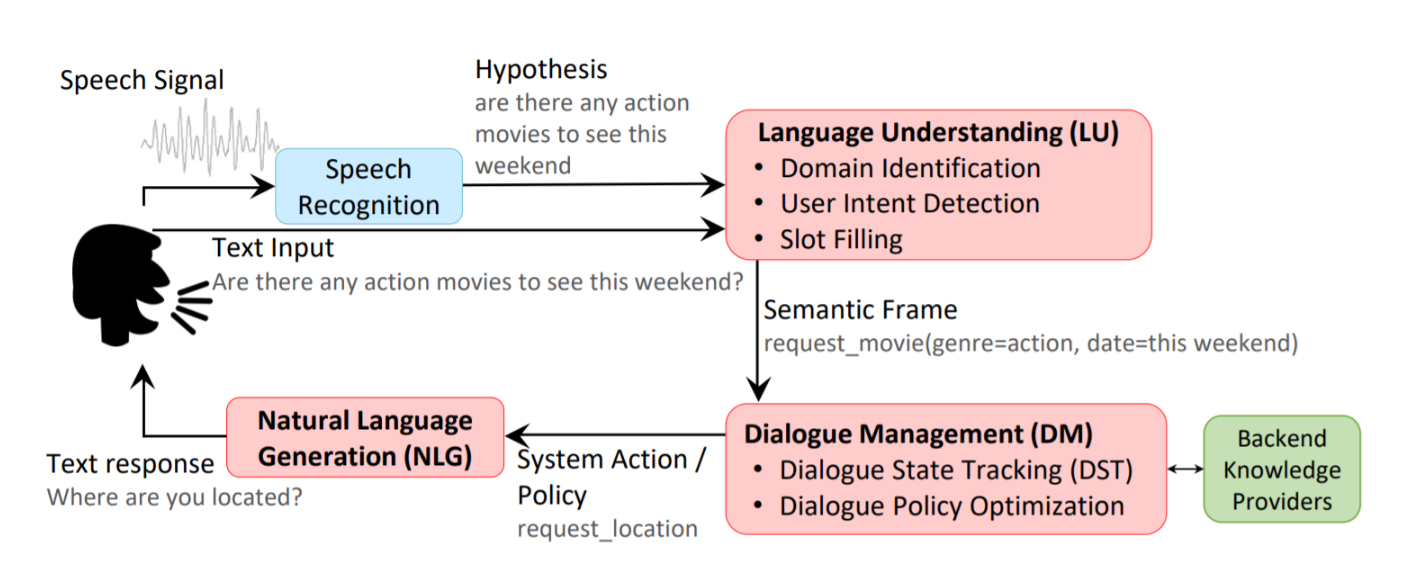 Speech Signal
Hypothesis
are there any action
movies to see this
weekend
Speech
Recognition
Language Understanding (LU)
• Domain Identification
• User Intent Detection
• Slot Filling
Text Input
Are there any action movies to see this weekend?
Semantic Frame
request_movie(genre=action, date=this weekend)
Dialogue Management (DM)
• Dialogue State Tracking (DST)
• Dialogue Policy Optimization
Backend
Knowledge
Providers
System Action /
Policy
request_location
Natural Language
Generation (NLG)
Text response
Where are you located?